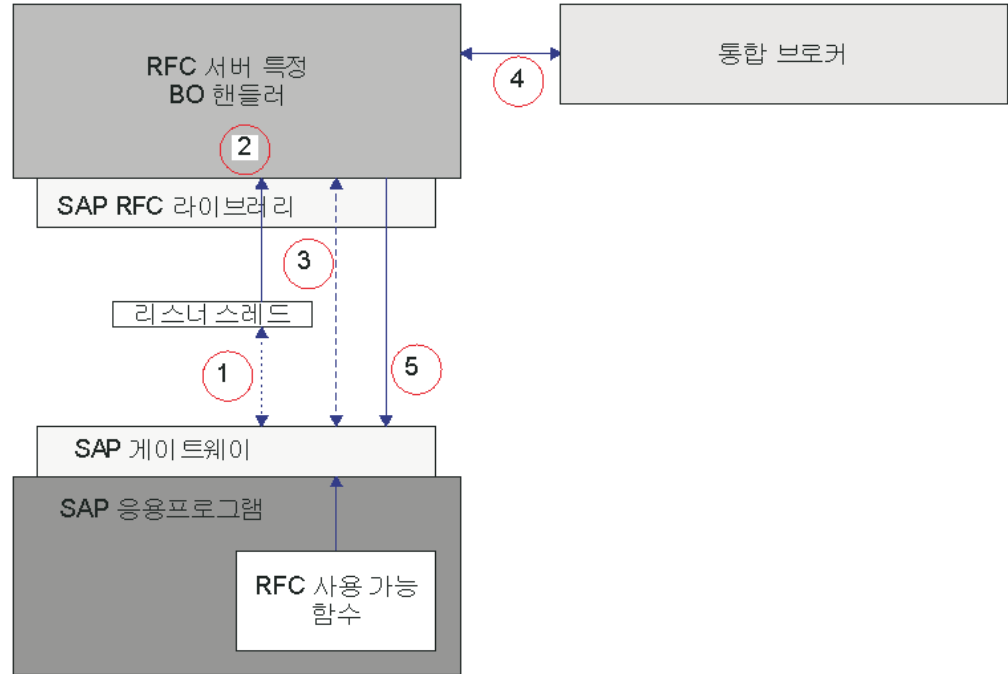 RFC 서버 특정
BO 핸들러
통합 브로커
4
2
SAP RFC 라이브러리
3
리스너 스레드
1
5
SAP 게이트웨이
SAP 응용프로그램
RFC 사용 가능
함수